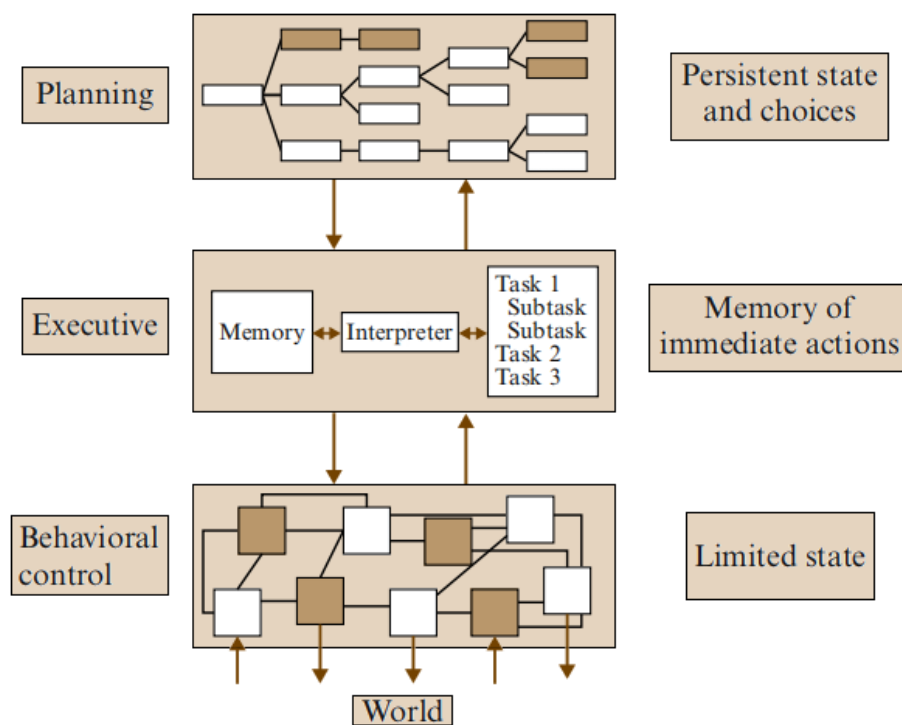 Planning
Persistent state
and choices
Executive
Memory
Interpreter
Task 1
Subtask
Subtask
Task 2
Task 3
Memory of
immediate actions
Behavioral
control
Limited state
World